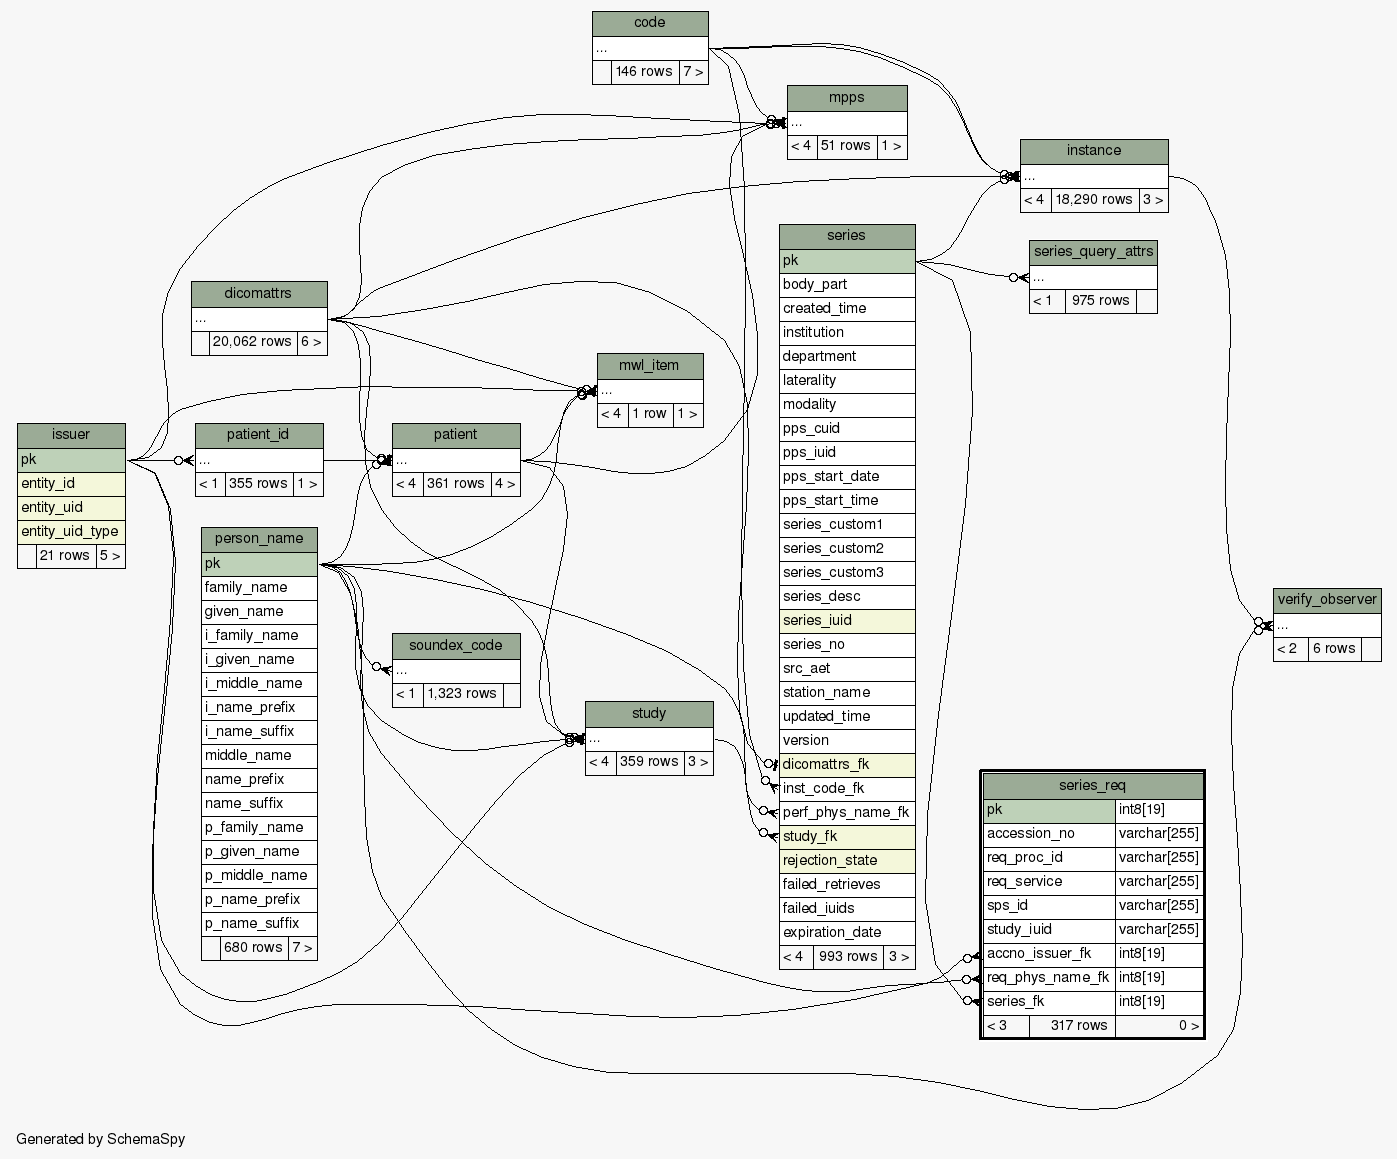 code
...
146 rows 7 >
mpps
...
< 4 51 rows 1 >
instance
...
< 4 18,290 rows 3 >
series
pk
body_part
created_time
institution
department
laterality
modality
pps_cuid
pps_iuid
pps_start_date
pps_start_time
series_custom1
series_custom2
series_custom3
series_desc
series_iuid
series_no
src_aet
station_name
updated_time
version
dicomattrs_fk
inst_code_fk
perf_phys_name_fk
study_fk
rejection_state
failed_retrieves
failed_iuids
expiration_date
< 4 993 rows 3 >
series_query_attrs
...
< 1 975 rows
dicomattrs
...
20,062 rows 6 >
mwl_item
...
< 4 1 row 1 >
issuer
pk
entity_id
entity_uid
entity_uid_type
21 rows 5 >
patient_id
...
< 1 355 rows 1 >
patient
...
< 4 361 rows 4 >
person_name
pk
family_name
given_name
i_family_name
i_given_name
i_middle_name
i_name_prefix
i_name_suffix
middle_name
name_prefix
name_suffix
p_family_name
p_given_name
p_middle_name
p_name_prefix
p_name_suffix
680 rows 7 >
soundex_code
...
< 1 1,323 rows
study
...
< 4 359 rows 3 >
verify_observer
...
< 2 6 rows
series_req
pk int8[19]
accession_no varchar[255]
req_proc_id varchar[255]
req_service varchar[255]
sps_id varchar[255]
study_iuid varchar[255]
accno_issuer_fk int8[19]
req_phys_name_fk int8[19]
series_fk int8[19]
< 3 317 rows 0 >
Generated by SchemaSpy